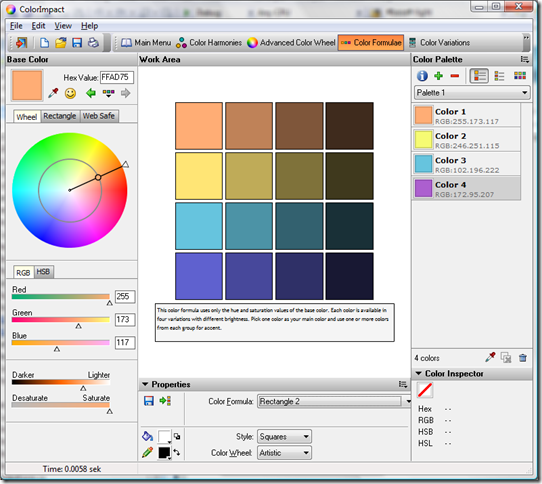 ColorImpact
File Edit View Help
Main Menu Color Harmonies Advanced Color Wheel Color Formulae Color Variations
Base Color
Hex Value: FFAD75
Wheel Rectangle Web Safe
RGB HSB
Red
255
Green
173
Blue
117
Darker Lighter
Desaturate Saturate
Work Area
This color formula uses only the hue and saturation values of the base color. Each color is available in
four variations with different brightness. Pick one color as your main color and use one or more colors
from each group for accent.
Properties
Color Formula: Rectangle 2
Style: Squares
Color Wheel: Artistic
Color Palette
Palette 1
Color 1
RGB:255.173.117
Color 2
RGB:246.251.115
Color 3
RGB:102.196.222
Color 4
RGB:172.95.207
4 colors
Color Inspector
Hex --
RGB --
HSB --
HSL --
Time: 0.0058 sek